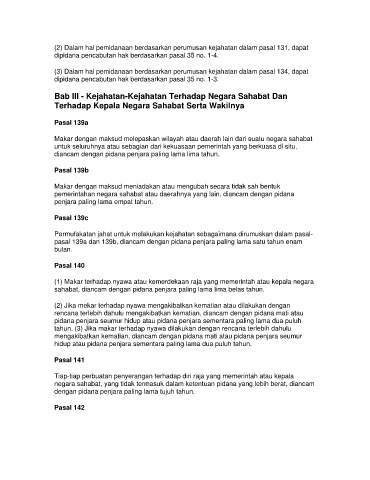 (2) Dalam hal pemidanaan berdasarkan perumusan kejahatan dalam pasal 131, dapat
dipidana pencabutan hak berdasarkan pasal 35 no. 1-4.
(3) Dalam hal pemidanaan berdasarkan perumusan kejahatan dalam pasal 134, dapat
dipidana pencabutan hak berdasarkan pasal 35 no. 1-3.
Bab III - Kejahatan-Kejahatan Terhadap Negara Sahabat Dan
Terhadap Kepala Negara Sahabat Serta Wakilnya
Pasal 139a
Makar dengan maksud melepaskan wilayah atau daerah lain dari suatu negara sahabat
untuk seluruhnya atau sebagian dari kekuasaan pemerintah yang berkuasa di situ,
diancam dengan pidana penjara paling lama lima tahun.
Pasal 139b
Makar dengan maksud meniadakan atau mengubah secara tidak sah bentuk
pemerintahan negara sahabat atau daerahnya yang lain, diancam dengan pidana
penjara paling lama empat tahun.
Pasal 139c
Permufakatan jahat untuk melakukan kejahatan sebagaimana dirumuskan dalam pasal-
pasal 139a dan 139b, diancam dengan pidana penjara paling lama satu tahun enam
bulan.
Pasal 140
(1) Makar terhadap nyawa atau kemerdekaan raja yang memerintah atau kepala negara
sahabat, diancam dengan pidana penjara paling lama lima belas tahun.
(2) Jika mekar terhadap nyawa mengakibatkan kematian atau dilakukan dengan
rencana terlebih dahulu mengakibatkan kematian, diancam dengan pidana mati atau
pidana penjara seumur hidup atau pidana penjara sementara paling lama dua puluh
tahun. (3) Jika makar terhadap nyawa dilakukan dengan rencana terlebih dahulu
mengakibatkan kematian, diancam dengan pidana mati atau pidana penjara seumur
hidup atau pidana penjara sementara paling lama dua puluh tahun.
Pasal 141
Tiap-tiap perbuatan penyerangan terhadap diri raja yang memerintah atau kepala
negara sahabat, yang tidak termasuk dalam ketentuan pidana yang lebih berat, diancam
dengan pidana penjara paling lama tujuh tahun.
Pasal 142